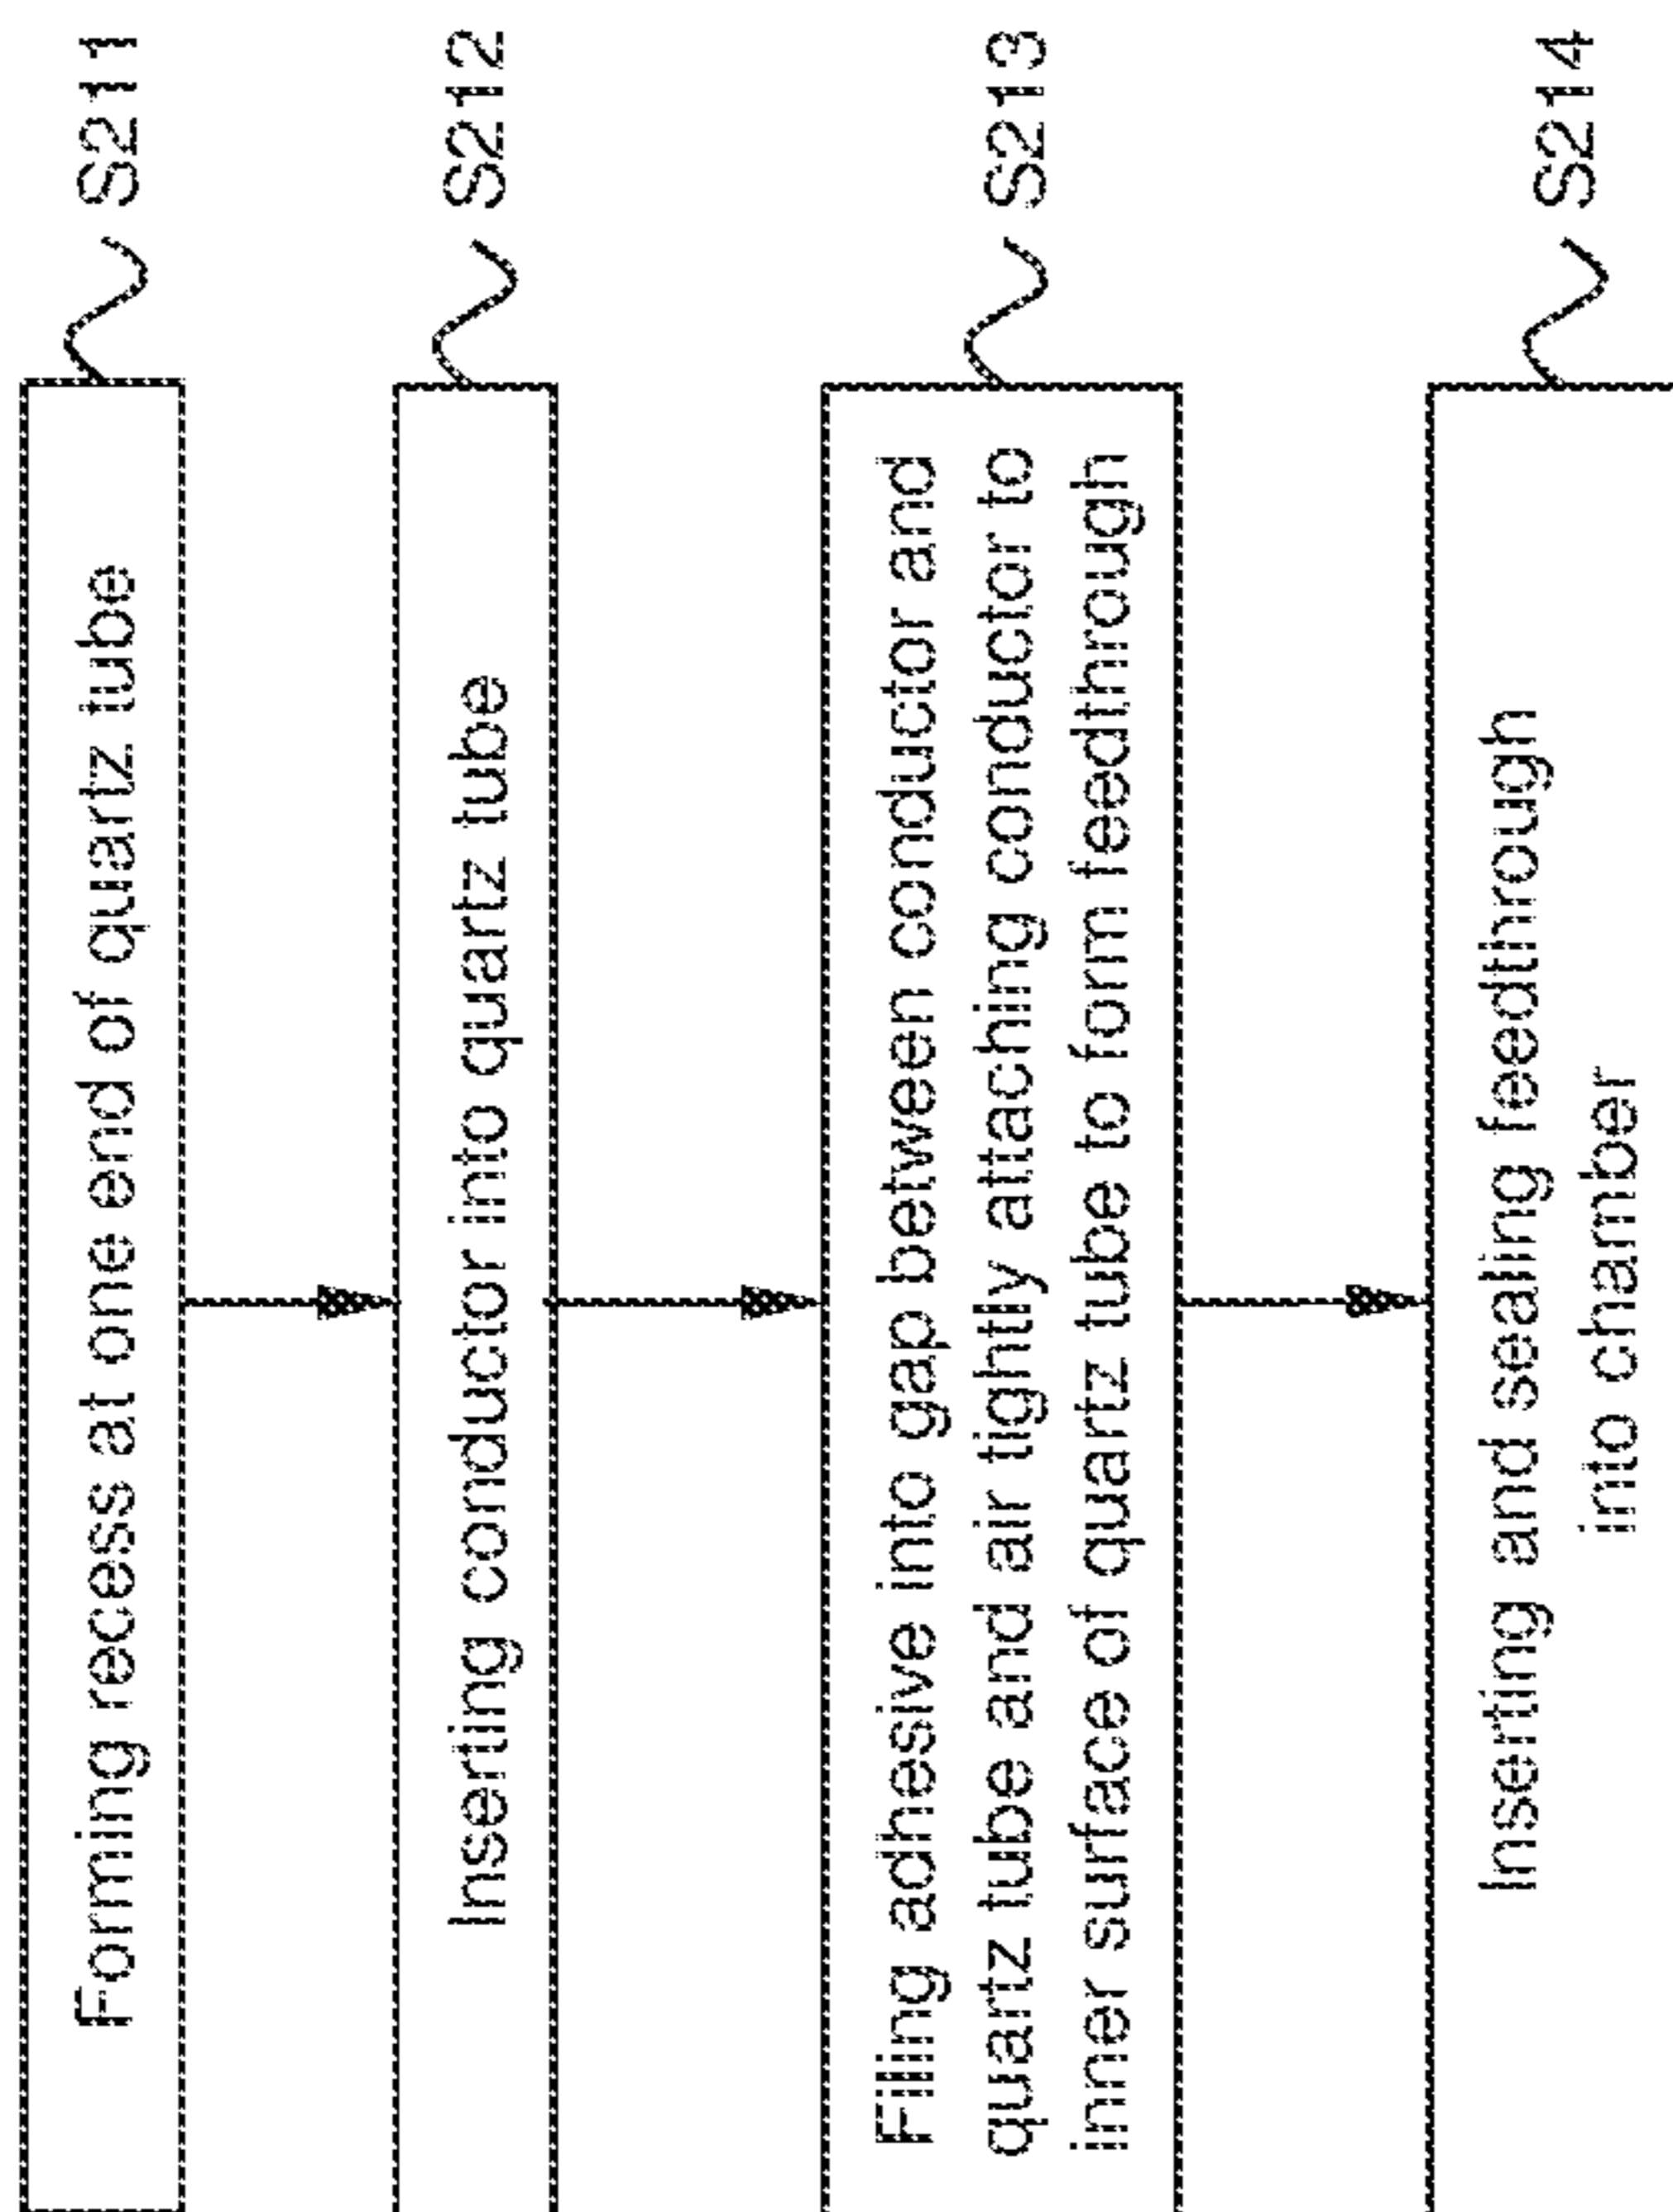 Forming recess at one end of quartz tube
S211
Inserting conductor into quartz tube
S212
Filling adhesive into gap between conductor and
quartz tube and air tightly attaching conductor to
inner surface of quartz tube to form feedthrough
S213
Inserting and sealing feedthrough
into chamber
S214